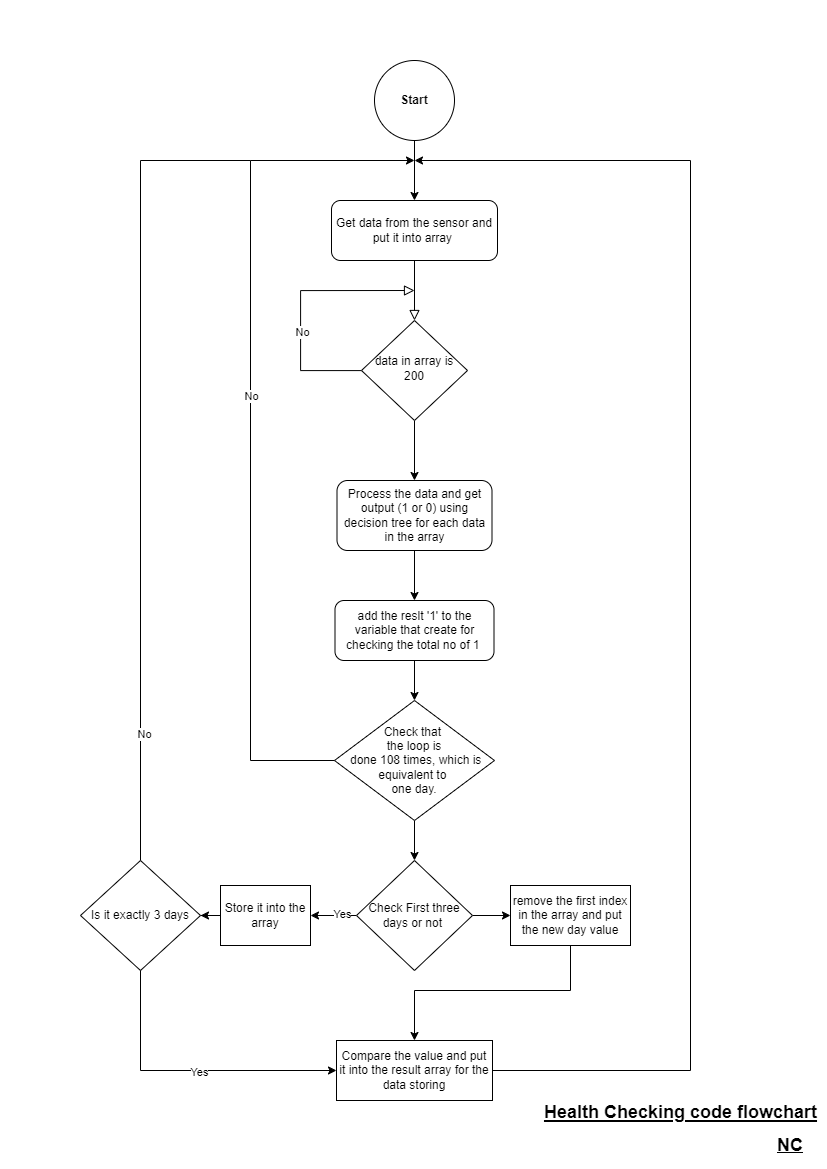 Start
Get data from the sensor and
put it into array
No
data in array is
200
No
Process the data and get
output (1 or 0) using
decision tree for each data
in the array
add the reslt '1' to the
variable that create for
checking the total no of 1
No
Check that
the loop is
done 108 times, which is
equivalent to
one day.
Is it exactly 3 days
Store it into the
array
Yes
Check First three
days or not
remove the first index
in the array and put
the new day value
Yes
Compare the value and put
it into the result array for the
data storing
Health Checking code flowchart
NC